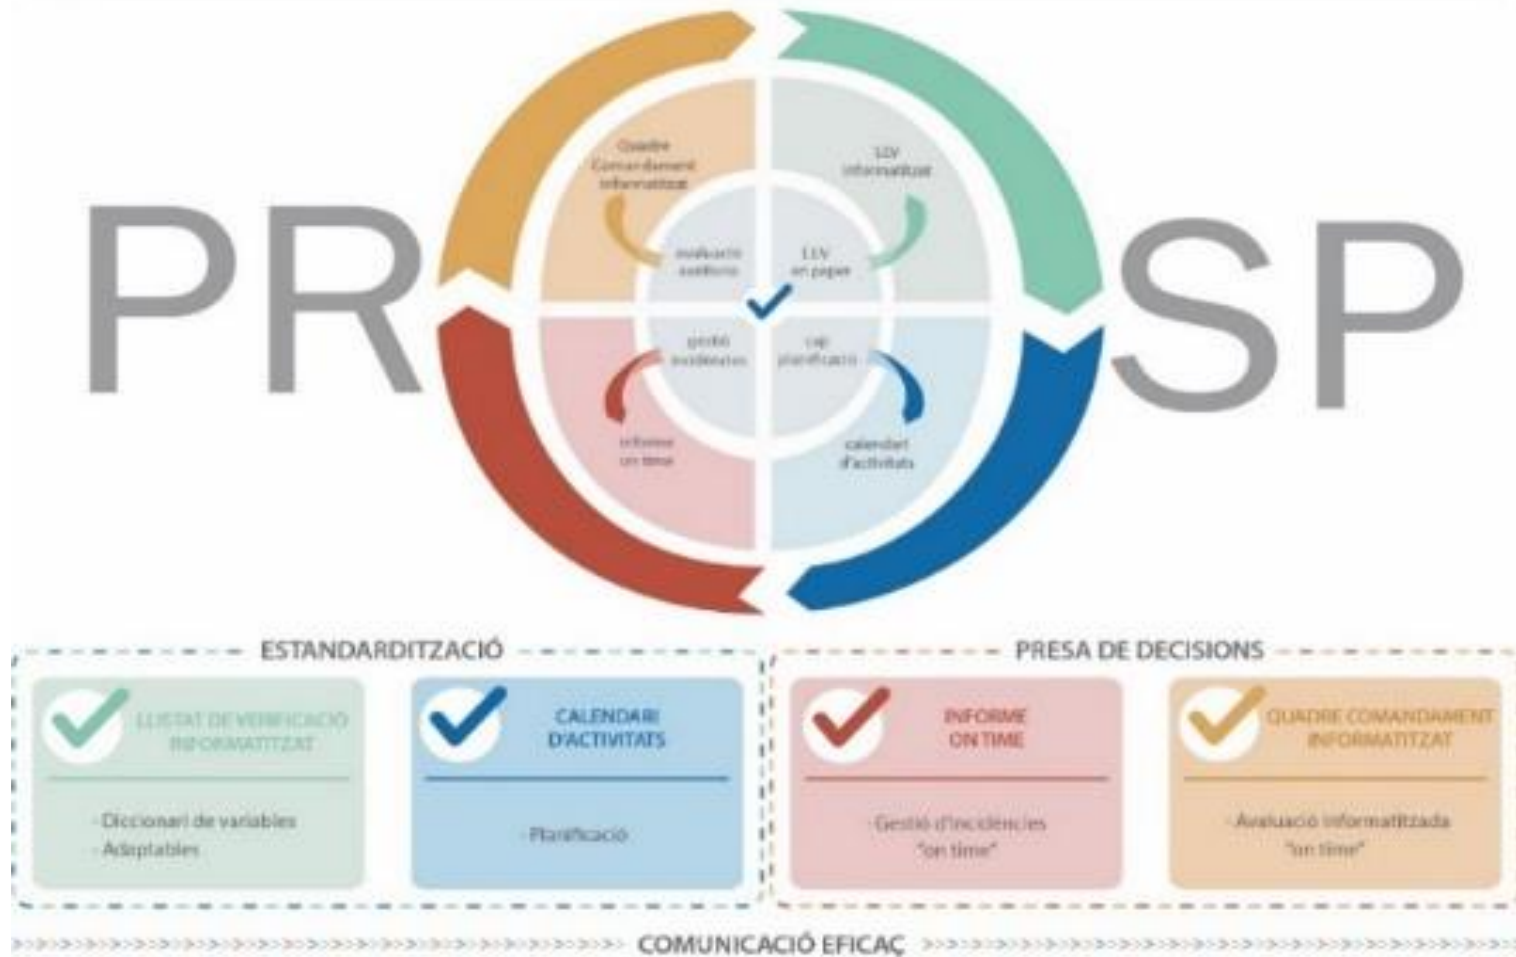 PR SP
Quadre
Comandament
informatitzat
LLV
informatitzat
avaluació
auditoria
LLV
en paper
gestió
incidències
cap
planificació
informe
on time
calendari
d'activitats
ESTANDARDITZACIÓ
PRESA DE DECISIONS
LLISTAT DE VERIFICACIÓ
INFORMATITZAT
- Diccionari de variables
- Adaptables
CALENDARI
D'ACTIVITATS
- Planificació
INFORME
ON TIME
- Gestió d'incidències
"on time"
QUADRE COMANDAMENT
INFORMATITZAT
- Avaluació informatitzada
"on time"
COMUNICACIÓ EFICAÇ